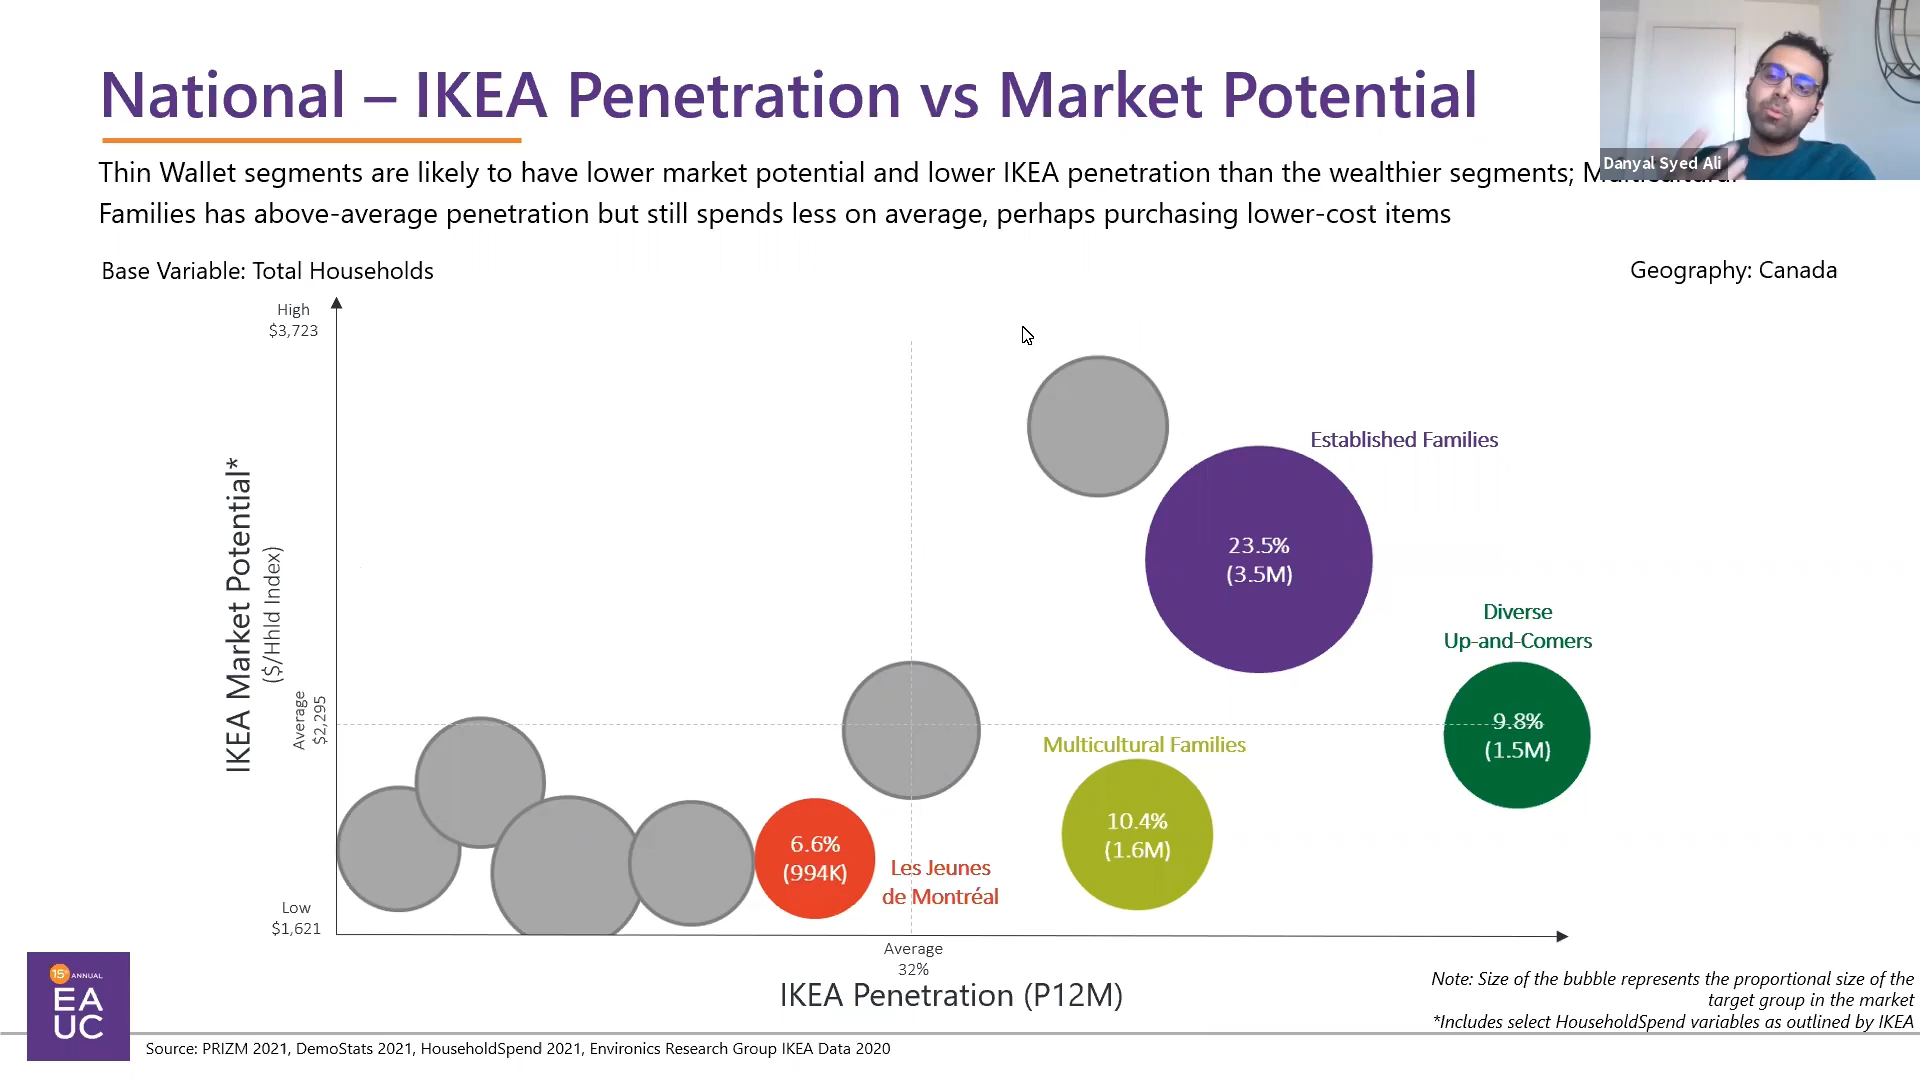 National – IKEA Penetration vs Market Potential
Danyal Syed Ali
Thin Wallet segments are likely to have lower market potential and lower IKEA penetration than the wealthier segments;
Families has above-average penetration but still spends less on average, perhaps purchasing lower-cost items
Base Variable: Total Households
Geography: Canada
High
$3,723
IKEA Market Potential*
($/Hhld Index)
Average
$2,295
Low
$1,621
Established Families
23.5%
(3.5M)
Diverse
Up-and-Comers
9.8%
(1.5M)
Multicultural Families
10.4%
(1.6M)
6.6%
(994K)
Les Jeunes
de Montréal
Average
32%
IKEA Penetration (P12M)
Note: Size of the bubble represents the proportional size of the
target group in the market
*Includes select HouseholdSpend variables as outlined by IKEA
15th ANNUAL
EA
UC
Source: PRIZM 2021, DemoStats 2021, HouseholdSpend 2021, Environics Research Group IKEA Data 2020